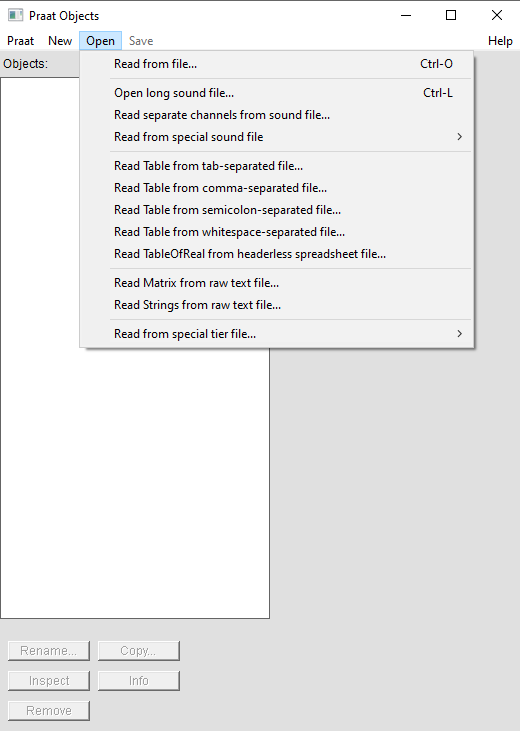 Praat Objects
Praat New Open Save Help
Objects:
Read from file... Ctrl-O
Open long sound file... Ctrl-L
Read separate channels from sound file...
Read from special sound file
Read Table from tab-separated file...
Read Table from comma-separated file...
Read Table from semicolon-separated file...
Read Table from whitespace-separated file...
Read TableOfReal from headerless spreadsheet file...
Read Matrix from raw text file...
Read Strings from raw text file...
Read from special tier file...
Rename... Copy...
Inspect Info
Remove